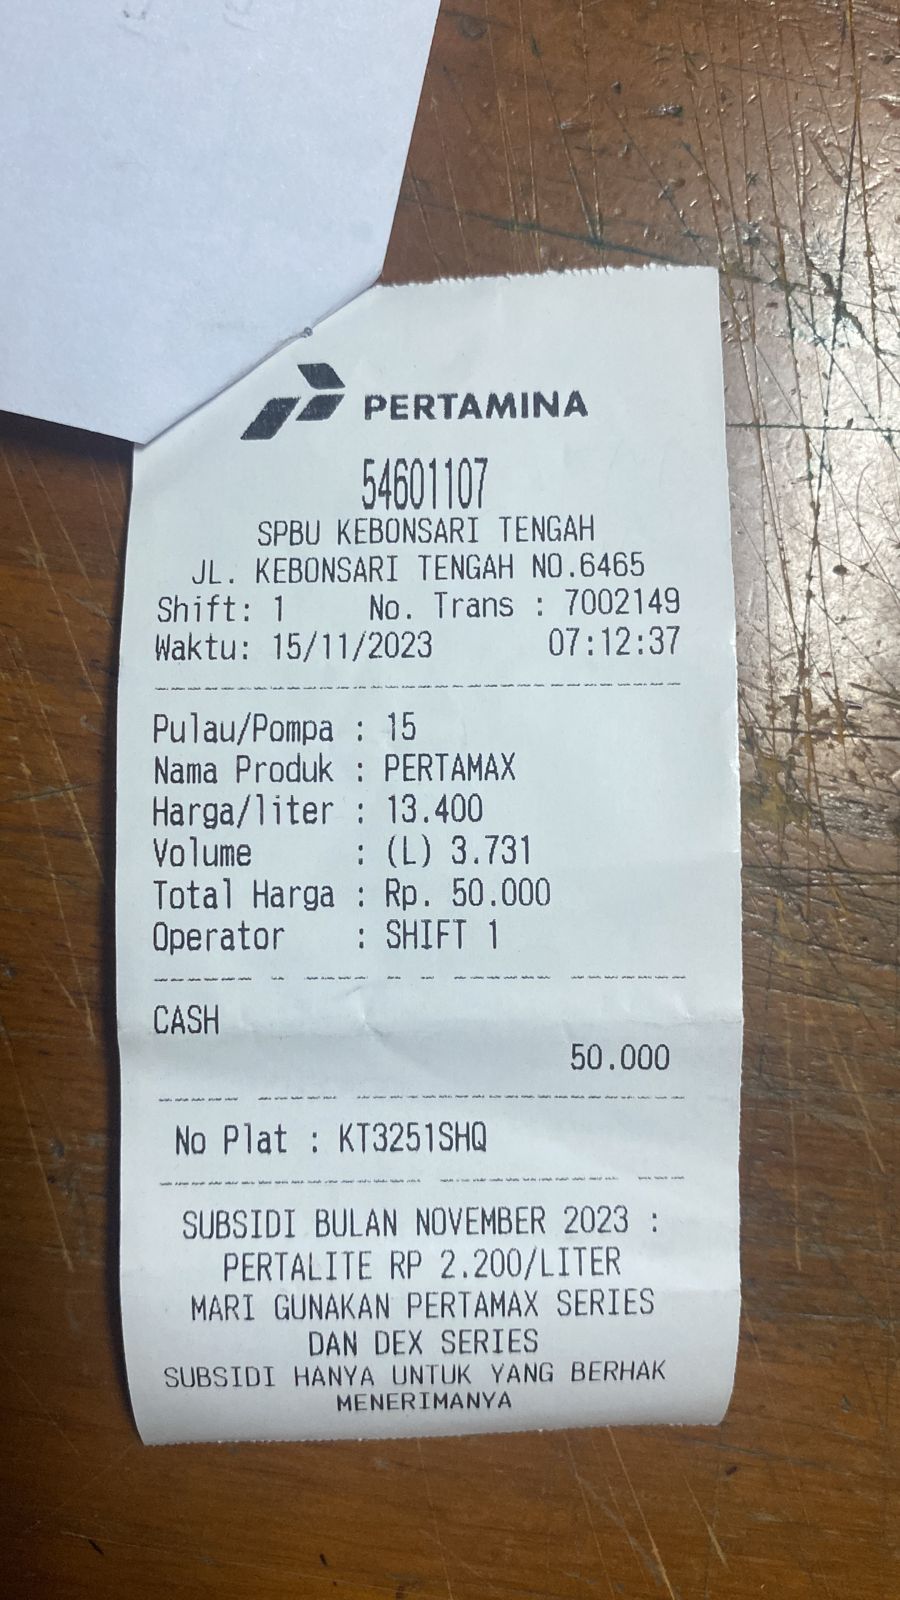 PERTAMINA
54601107
SPBU KEBONSARI TENGAH
JL. KEBONSARI TENGAH NO.6465
Shift: 1 No. Trans : 7002149
Waktu: 15/11/2023 07:12:37
Pulau/Pompa : 15
Nama Produk : PERTAMAX
Harga/liter : 13.400
Volume : (L) 3.731
Total Harga : Rp. 50.000
Operator : SHIFT 1
CASH
50.000
No Plat : KT3251SHQ
SUBSIDI BULAN NOVEMBER 2023 :
PERTALITE RP 2.200/LITER
MARI GUNAKAN PERTAMAX SERIES
DAN DEX SERIES
SUBSIDI HANYA UNTUK YANG BERHAK
MENERIMANYA